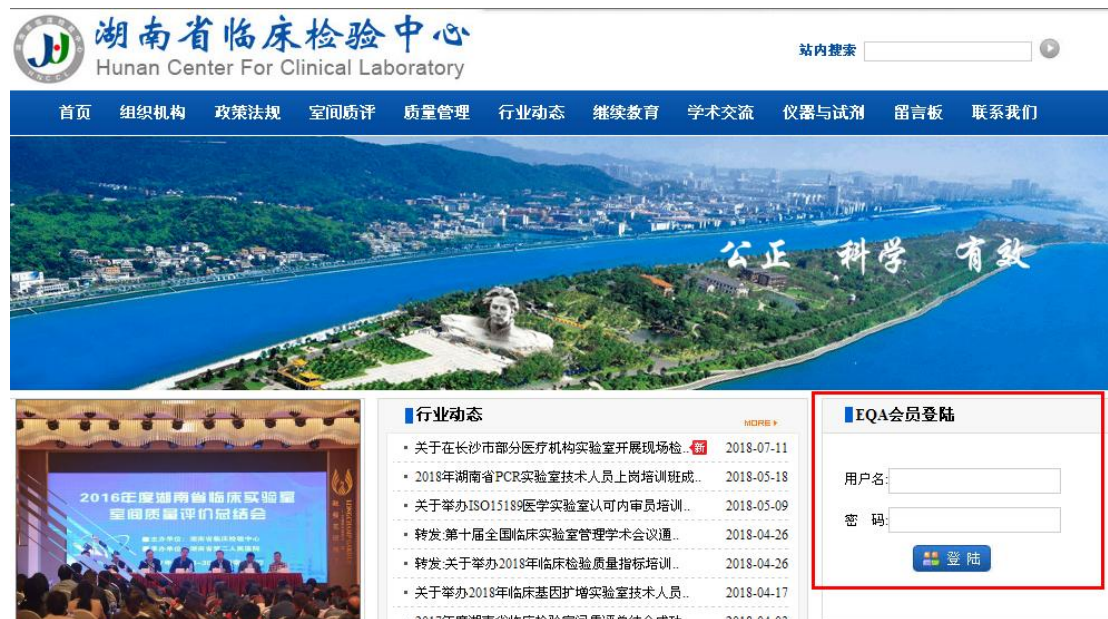 湖南省临床检验中心
Hunan Center For Clinical Laboratory
HNCCL
站内搜索
首页 组织机构 政策法规 室间质评 质量管理 行业动态 继续教育 学术交流 仪器与试剂 留言板 联系我们
公正 科学 有效
行业动态 MORE
关于在长沙市部分医疗机构实验室开展现场检.. 新 2018-07-11
2018年湖南省PCR实验室技术人员上岗培训班成.. 2018-05-18
关于举办ISO15189医学实验室认可内审员培训.. 2018-05-09
转发:第十届全国临床实验室管理学术会议通.. 2018-04-26
转发:关于举办2018年临床检验质量指标培训.. 2018-04-26
关于举办2018年临床基因扩增实验室技术人员.. 2018-04-17
2016年度湖南省临床实验室
室间质量评价总结会
EQA会员登陆
用户名:
密 码:
登 陆